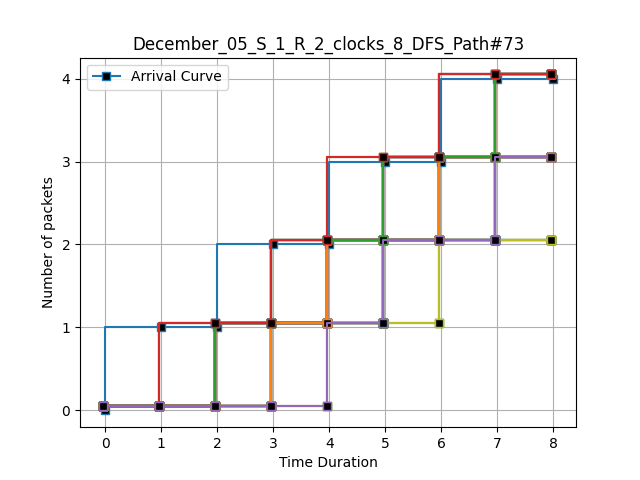 December_05_S_1_R_2_clocks_8_DFS_Path#73
Arrival Curve
Number of packets
4
3
2
1
0
0 1 2 3 4 5 6 7 8
Time Duration